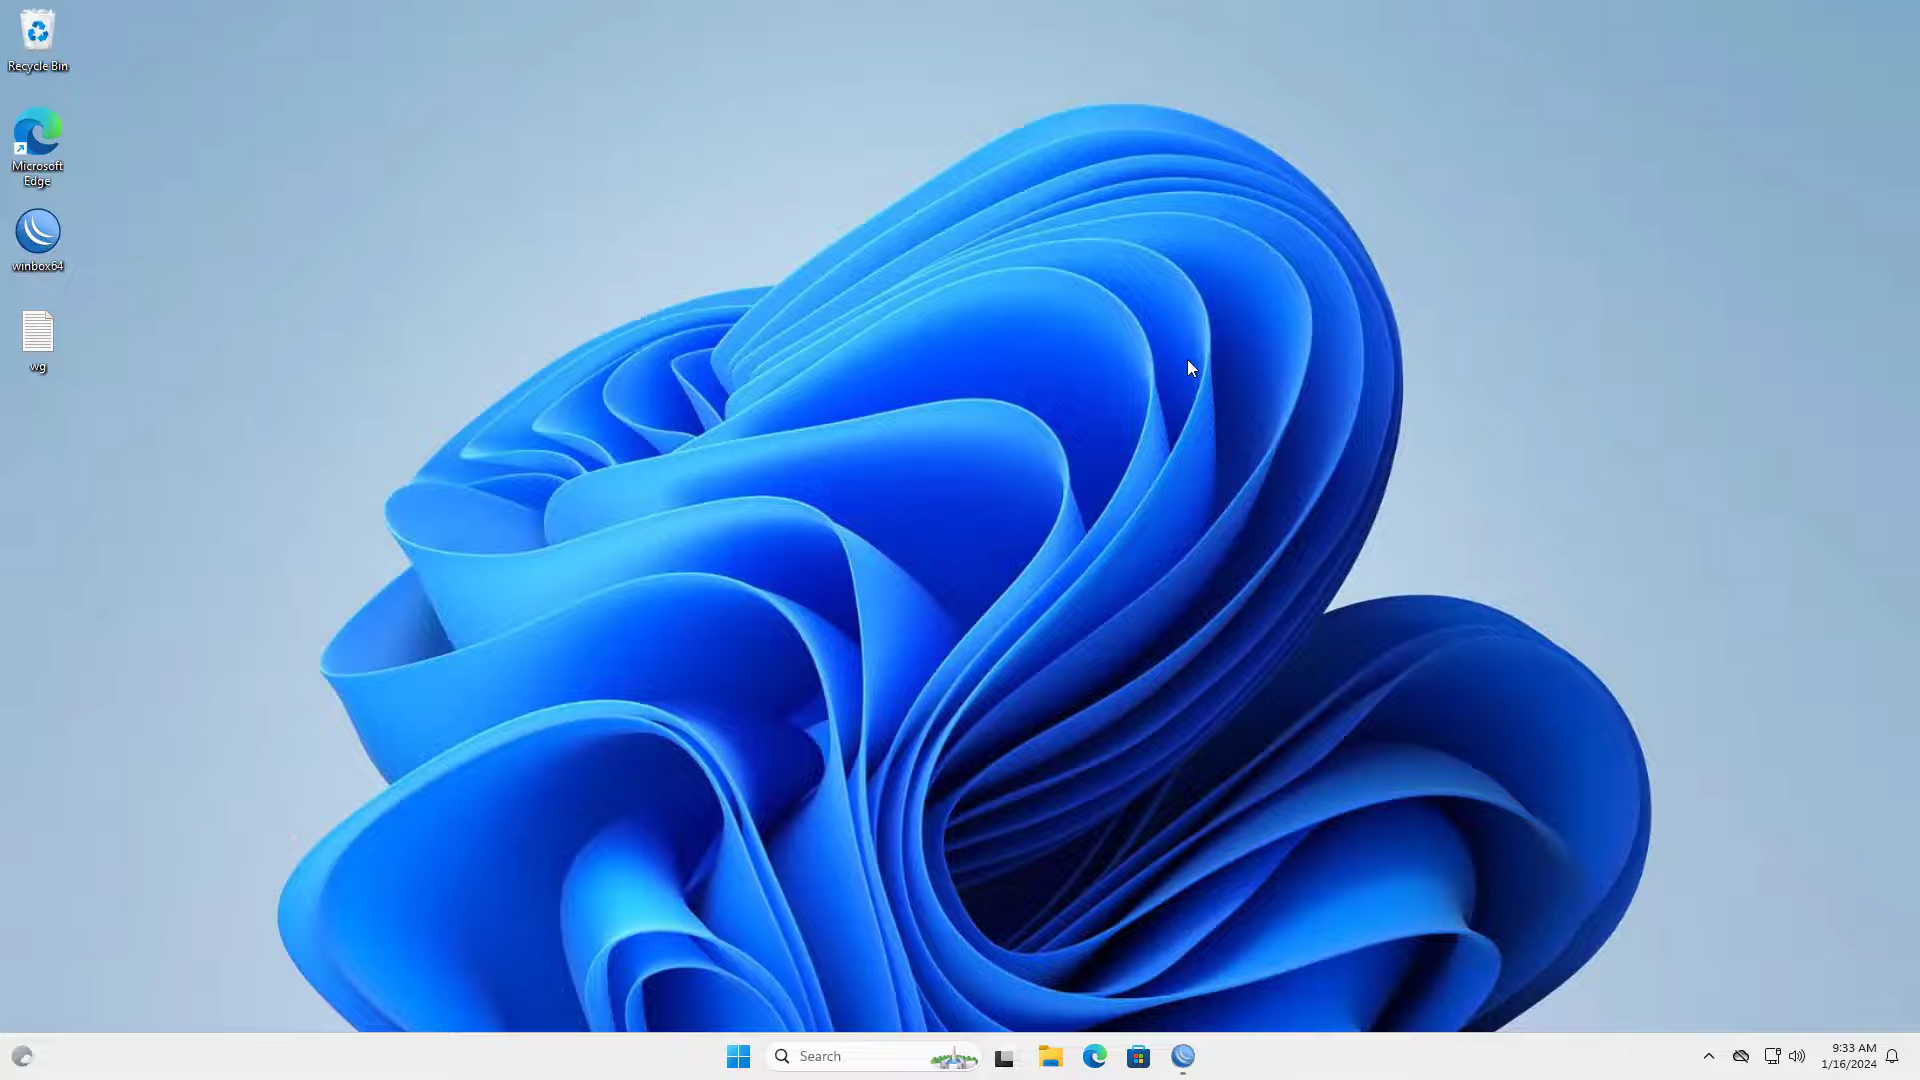 Recycle Bin
Microsoft
Edge
winbox64
wg
Search
9:33 AM
1/16/2024